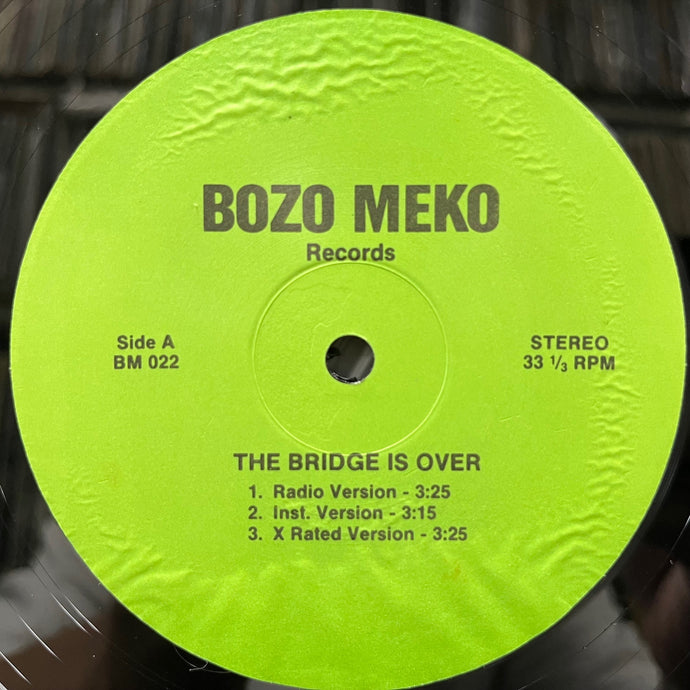 BOZO MEKO
Records
Side A
BM 022
STEREO
33 1/3 RPM
THE BRIDGE IS OVER
1. Radio Version - 3:25
2. Inst. Version - 3:15
3. X Rated Version - 3:25